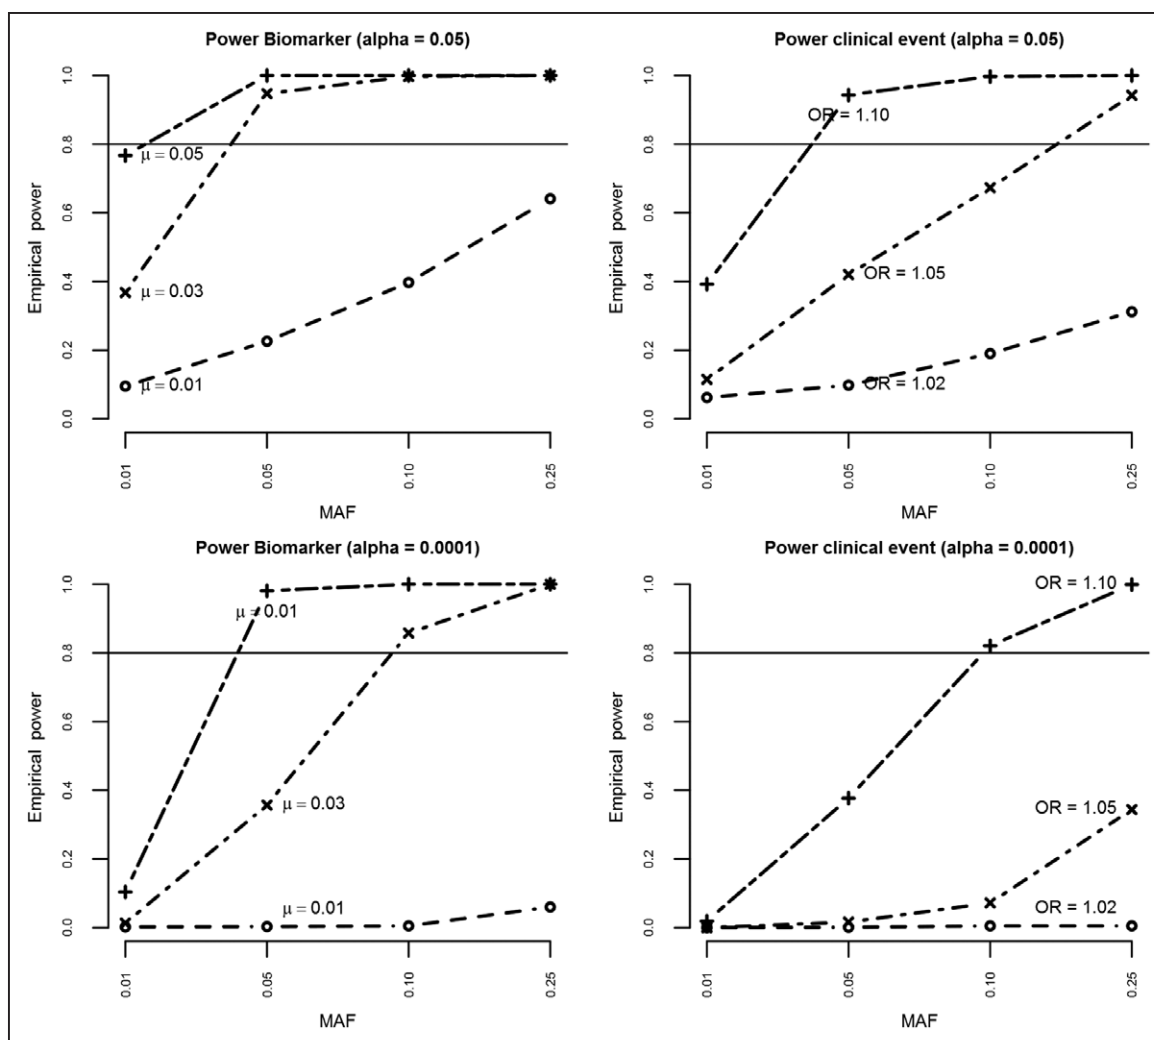 Power Biomarker (alpha = 0.05)
Empirical power
1.0
0.8
0.6
0.4
0.2
0.0
μ = 0.05
μ = 0.03
μ = 0.01
0.01
0.05
0.10
0.25
MAF
Power clinical event (alpha = 0.05)
Empirical power
1.0
0.8
0.6
0.4
0.2
0.0
OR = 1.10
OR = 1.05
OR = 1.02
0.01
0.05
0.10
0.25
MAF
Power Biomarker (alpha = 0.0001)
Empirical power
1.0
0.8
0.6
0.4
0.2
0.0
μ = 0.01
μ = 0.03
μ = 0.01
0.01
0.05
0.10
0.25
MAF
Power clinical event (alpha = 0.0001)
Empirical power
1.0
0.8
0.6
0.4
0.2
0.0
OR = 1.10
OR = 1.05
OR = 1.02
0.01
0.05
0.10
0.25
MAF